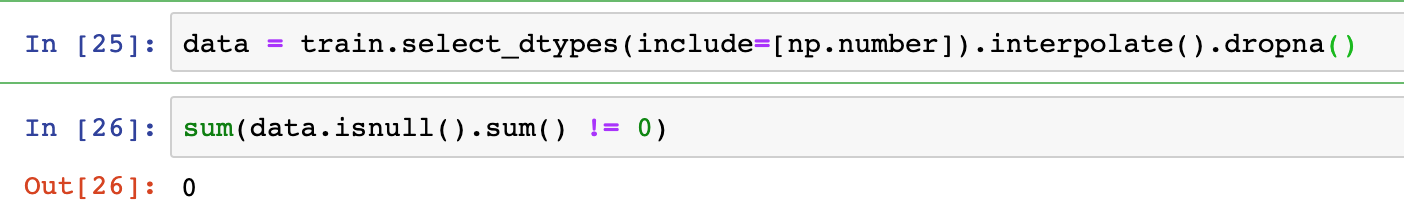 In [25]: data = train.select_dtypes(include=[np.number]).interpolate().dropna()
In [26]: sum(data.isnull().sum() != 0)
Out[26]: 0